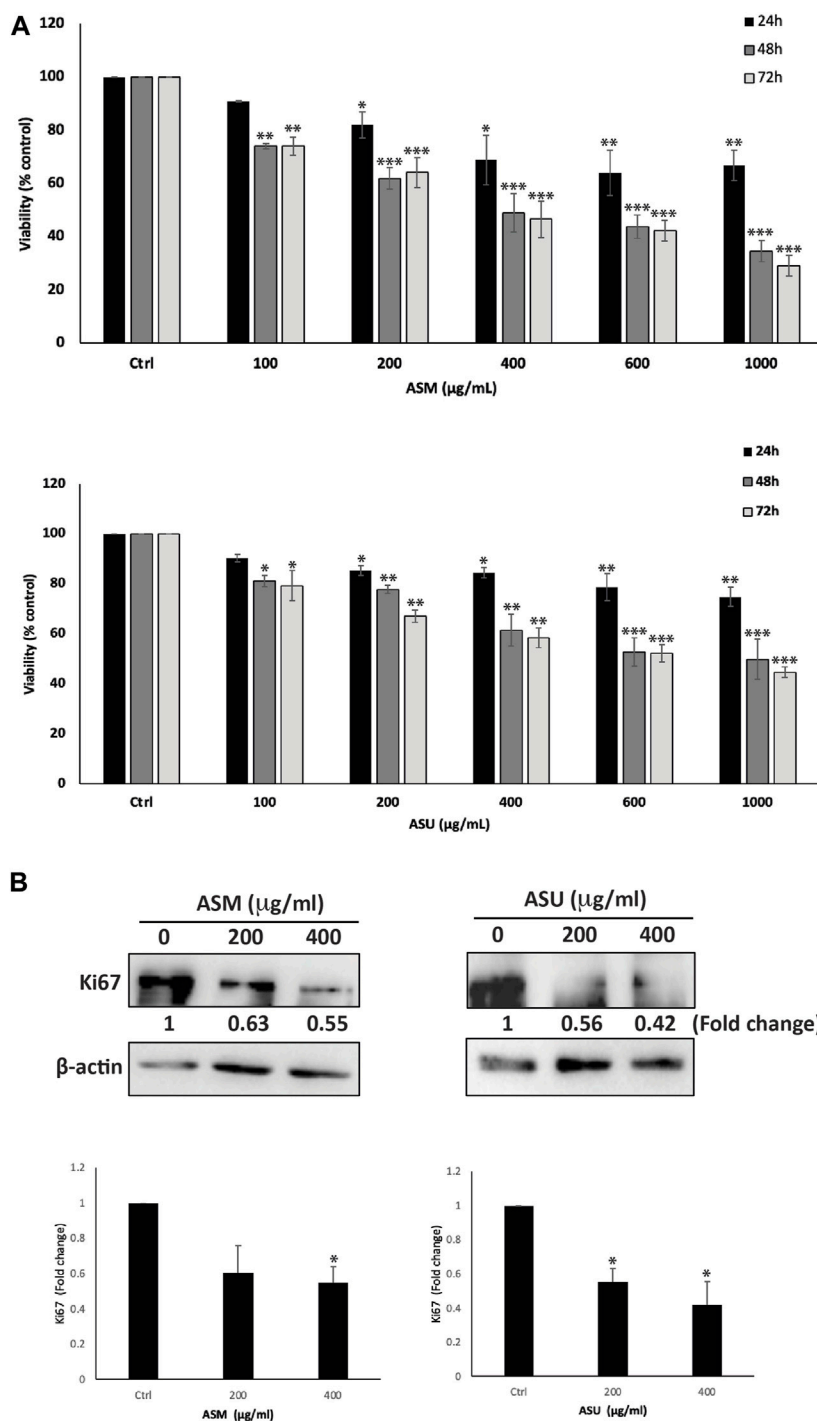 A
120
100
80
60
40
20
0
Viability (% control)
24h
48h
72h
** **
*
*** ***
*
*** ***
**
*** ***
**
*** ***
Ctrl 100 200 400 600 1000
ASM (µg/mL)
24h
48h
72h
120
100
80
60
40
20
0
Viability (% control)
* *
* ** **
* ** **
** *** ***
** *** ***
Ctrl 100 200 400 600 1000
ASU (µg/mL)
B
ASM (µg/ml)
0 200 400
Ki67
1 0.63 0.55
β-actin
ASU (µg/ml)
0 200 400
1 0.56 0.42 (Fold change)
1.2
1
0.8
0.6
0.4
0.2
0
Ki67 (Fold change)
*
Ctrl 200 400
ASM (µg/ml)
1.2
1
0.8
0.6
0.4
0.2
0
Ki67 (Fold change)
* *
Ctrl 200 400
ASU (µg/ml)